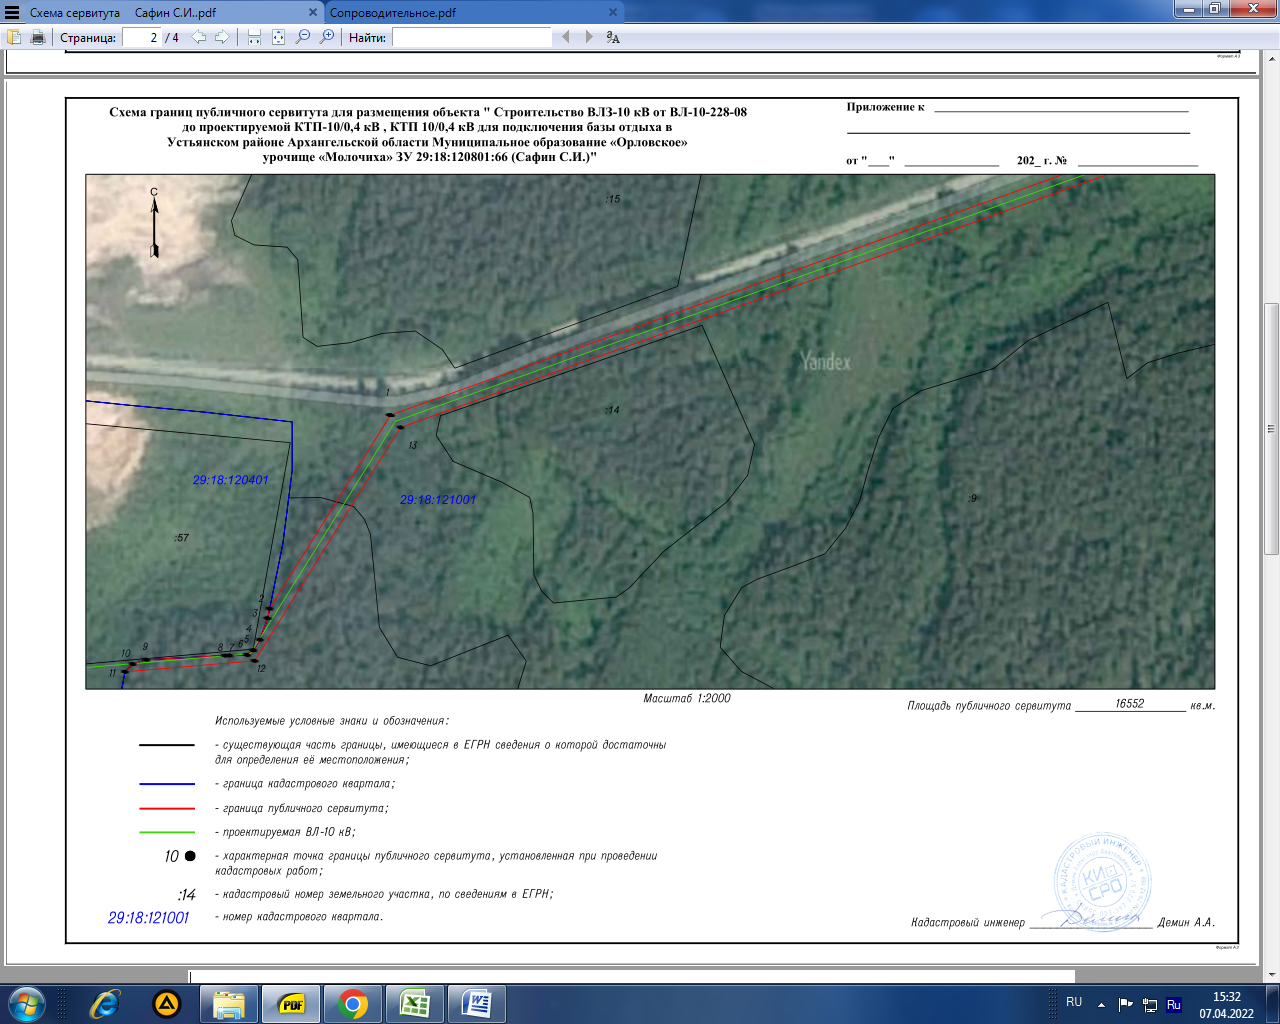 Схема сервитута Сафин С.И..pdf
Сопроводительное.pdf
Страница: 2 / 4
Найти:
Формат А3
Схема границ публичного сервитута для размещения объекта " Строительство ВЛЗ-10 кВ от ВЛ-10-228-08
до проектируемой КТП-10/0,4 кВ , КТП 10/0,4 кВ для подключения базы отдыха в
Устьянском районе Архангельской области Муниципальное образование «Орловское»
урочище «Молочиха» ЗУ 29:18:120801:66 (Сафин С.И.)"
Приложение к
от "___" 202_ г. №
С
:15
Yandex
1
:14
13
29:18:120401
29:18:121001
:9
:57
2
3
4
5
6
7
8
9
10
11
12
Масштаб 1:2000
Площадь публичного сервитута 16552 кв.м.
Используемые условные знаки и обозначения:
- существующая часть границы, имеющиеся в ЕГРН сведения о которой достаточны
для определения её местоположения;
- граница кадастрового квартала;
- граница публичного сервитута;
- проектируемая ВЛ-10 кВ;
10 - характерная точка границы публичного сервитута, установленная при проведении
кадастровых работ;
:14 - кадастровый номер земельного участка, по сведениям в ЕГРН;
29:18:121001 - номер кадастрового квартала.
КАДАСТРОВЫЙ ИНЖЕНЕР
СРО
Кадастровый инженер Демин А.А.
Формат А3
PDF
RU
Ru
15:32
07.04.2022